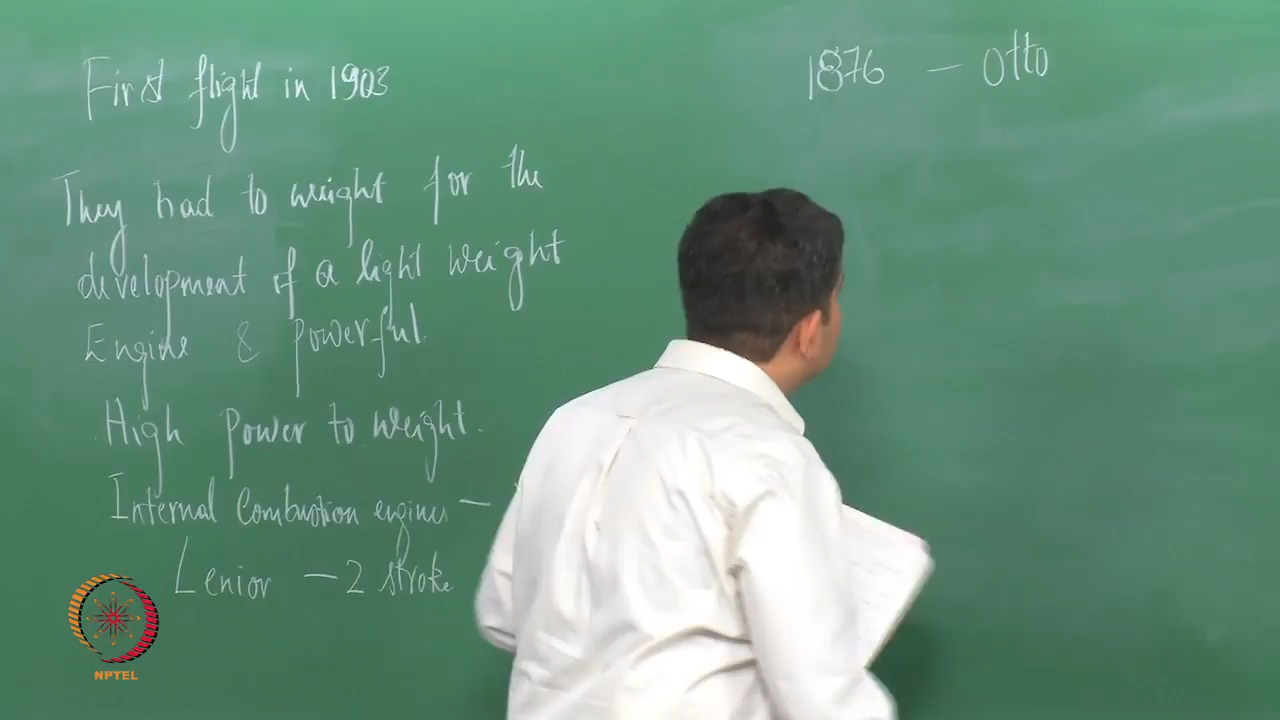 First flight in 1903
They had to weight for the
development of a light weight
Engine & powerful.
High power to weight.
Internal Combustion engines —
Lenior — 2 stroke
1876 — Otto
NPTEL